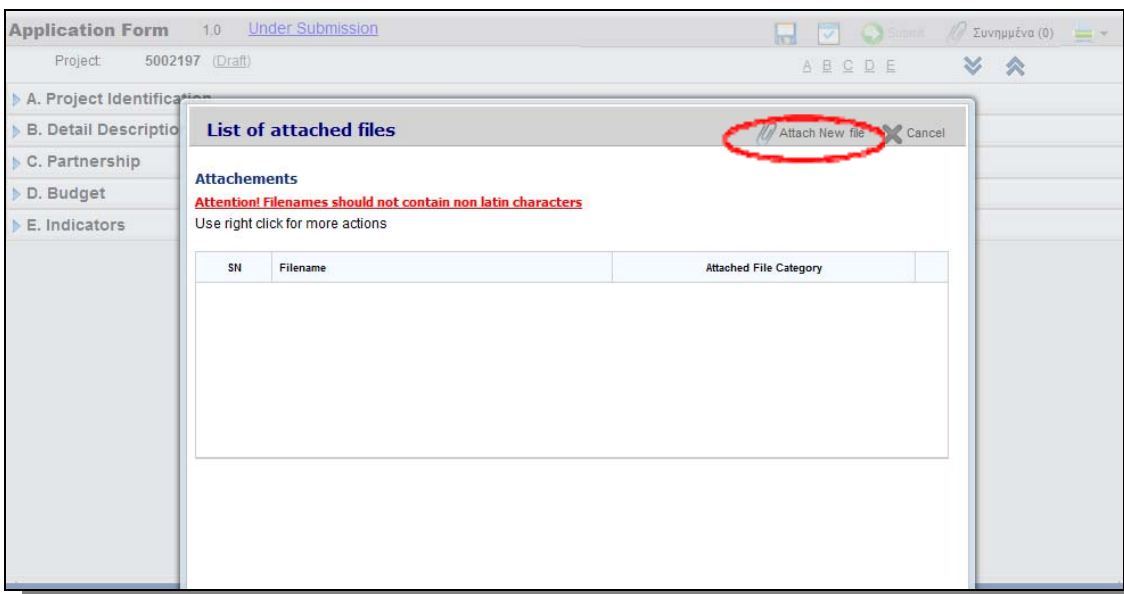 Application Form 1.0 Under Submission Submit Συνημμένα (0)
Project: 5002197 (Draft) A B C D E
A. Project Identification
B. Detail Descriptio
C. Partnership
D. Budget
E. Indicators
List of attached files Attach New file Cancel
Attachements
Attention! Filenames should not contain non latin characters
Use right click for more actions
SN Filename Attached File Category